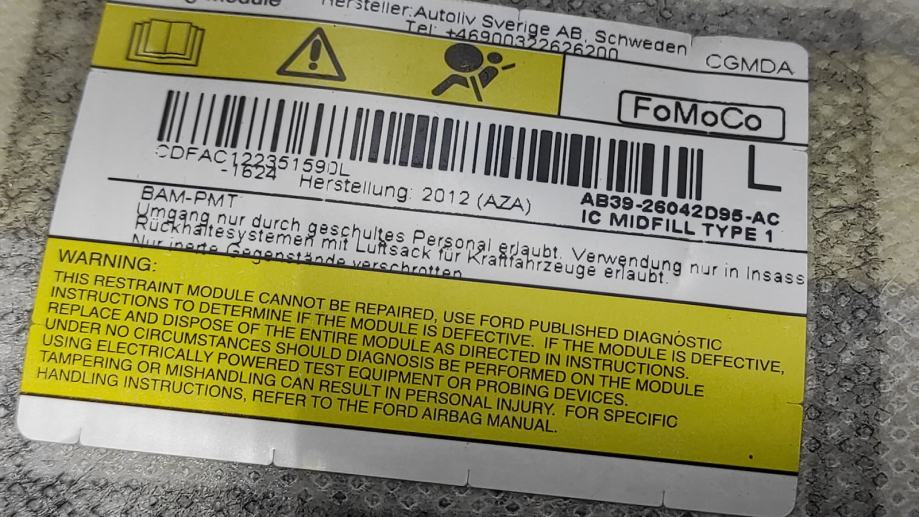 Hersteller: Autoliv Sverige AB, Schweden
Tel: +46900322626200
CGMDA
FoMoCo
L
CDFAC122351590L
-1624 Herstellung: 2012 (AZA)
AB39-26042D95-AC
IC MIDFILL TYPE 1
BAM-PMT
Umgang nur durch geschultes Personal erlaubt. Verwendung nur in Insass
Rückhaltesystemen mit Luftsack für Kraftfahrzeuge erlaubt.
Nur inerte Gegenstände verschrotten
WARNING:
THIS RESTRAINT MODULE CANNOT BE REPAIRED, USE FORD PUBLISHED DIAGNOSTIC
INSTRUCTIONS TO DETERMINE IF THE MODULE IS DEFECTIVE. IF THE MODULE IS DEFECTIVE,
REPLACE AND DISPOSE OF THE ENTIRE MODULE AS DIRECTED IN INSTRUCTIONS.
UNDER NO CIRCUMSTANCES SHOULD DIAGNOSIS BE PERFORMED ON THE MODULE
USING ELECTRICALLY POWERED TEST EQUIPMENT OR PROBING DEVICES.
TAMPERING OR MISHANDLING CAN RESULT IN PERSONAL INJURY. FOR SPECIFIC
HANDLING INSTRUCTIONS, REFER TO THE FORD AIRBAG MANUAL.